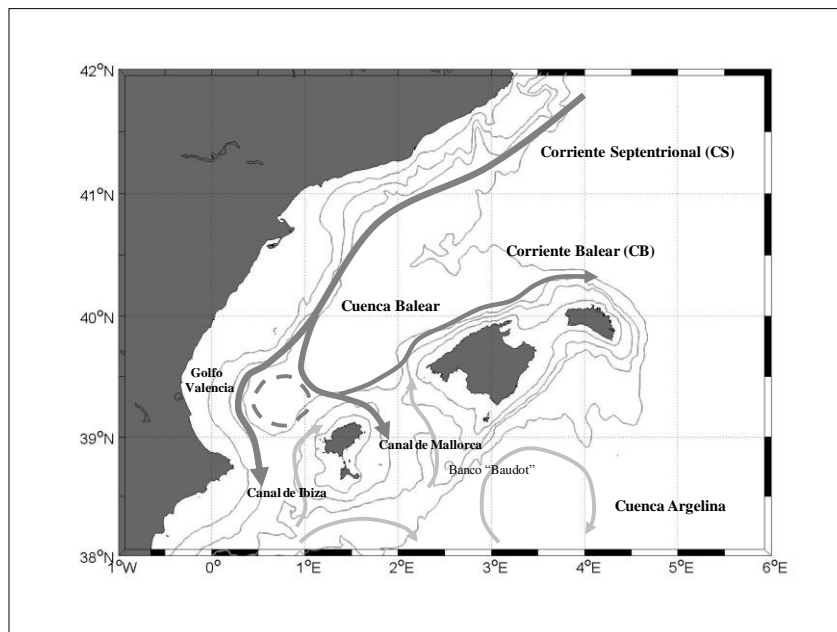 42°N
Corriente Septentrional (CS)
41°N
Corriente Balear (CB)
Cuenca Balear
40°N
Golfo
Valencia
39°N
Canal de Mallorca
Banco “Baudot”
Canal de Ibiza
Cuenca Argelina
38°N
1°W
0°
1°E
2°E
3°E
4°E
5°E
6°E